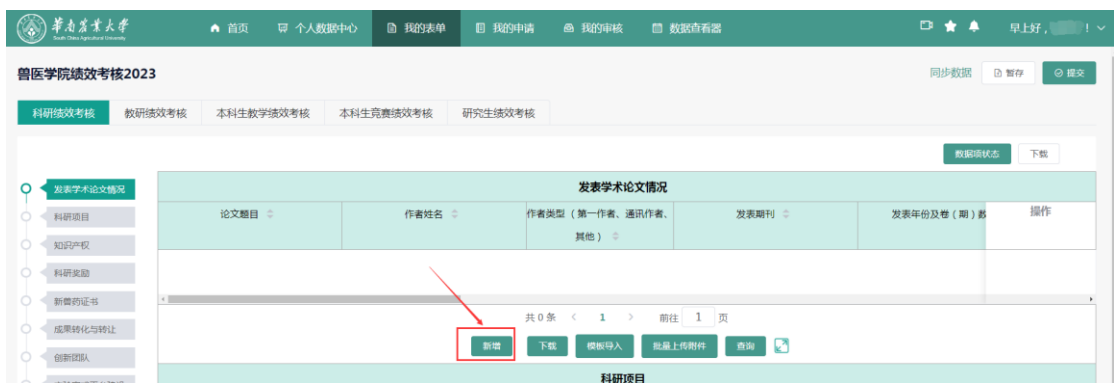 华南农业大学 首页 个人数据中心 我的表单 我的申请 我的审核 数据查看器 早上好， ！
South China Agricultural University
兽医学院绩效考核2023 同步数据 暂存 提交
科研绩效考核 教研绩效考核 本科生教学绩效考核 本科生竞赛绩效考核 研究生绩效考核
数据项状态 下载
发表学术论文情况
发表学术论文情况
科研项目
知识产权
科研奖励
新兽药证书
成果转化与转让
创新团队
论文题目 作者姓名 作者类型（第一作者、通讯作者、 发表期刊 发表年份及卷（期）数 操作
其他）
共 0 条 1 前往 1 页
新增 下载 模板导入 批量上传附件 查询
科研项目